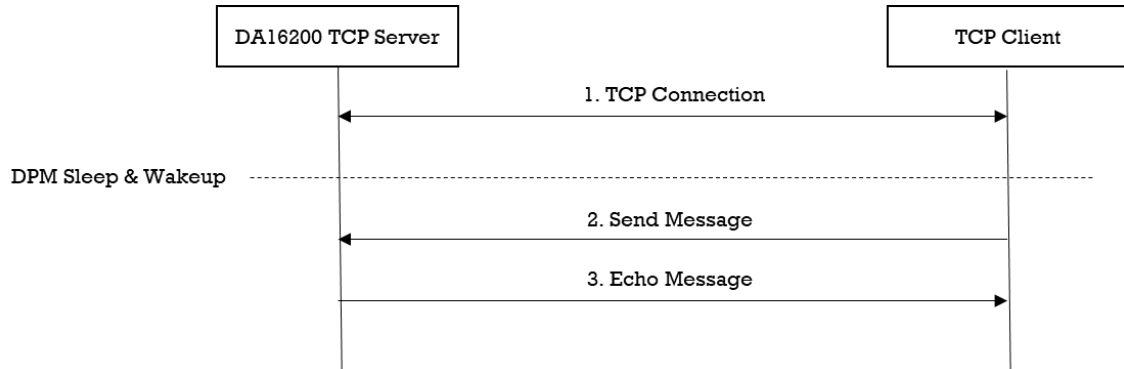 DA16200 TCP Server
TCP Client
1. TCP Connection
DPM Sleep & Wakeup
2. Send Message
3. Echo Message